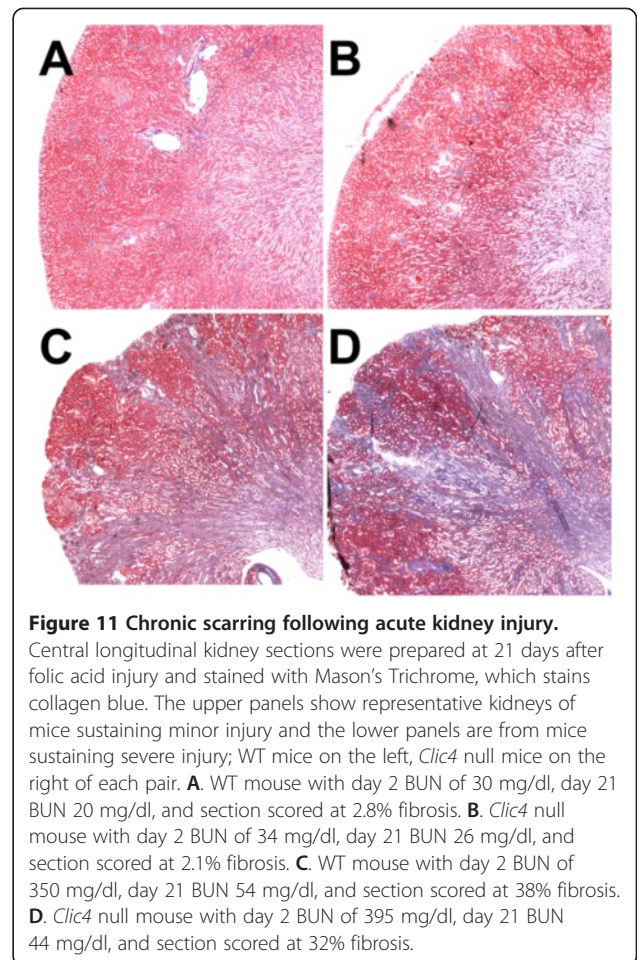 A
B
C
D
Figure 11 Chronic scarring following acute kidney injury.
Central longitudinal kidney sections were prepared at 21 days after
folic acid injury and stained with Mason's Trichrome, which stains
collagen blue. The upper panels show representative kidneys of
mice sustaining minor injury and the lower panels are from mice
sustaining severe injury; WT mice on the left, Clic4 null mice on the
right of each pair. A. WT mouse with day 2 BUN of 30 mg/dl, day 21
BUN 20 mg/dl, and section scored at 2.8% fibrosis. B. Clic4 null
mouse with day 2 BUN of 34 mg/dl, day 21 BUN 26 mg/dl, and
section scored at 2.1% fibrosis. C. WT mouse with day 2 BUN of
350 mg/dl, day 21 BUN 54 mg/dl, and section scored at 38% fibrosis.
D. Clic4 null mouse with day 2 BUN of 395 mg/dl, day 21 BUN
44 mg/dl, and section scored at 32% fibrosis.